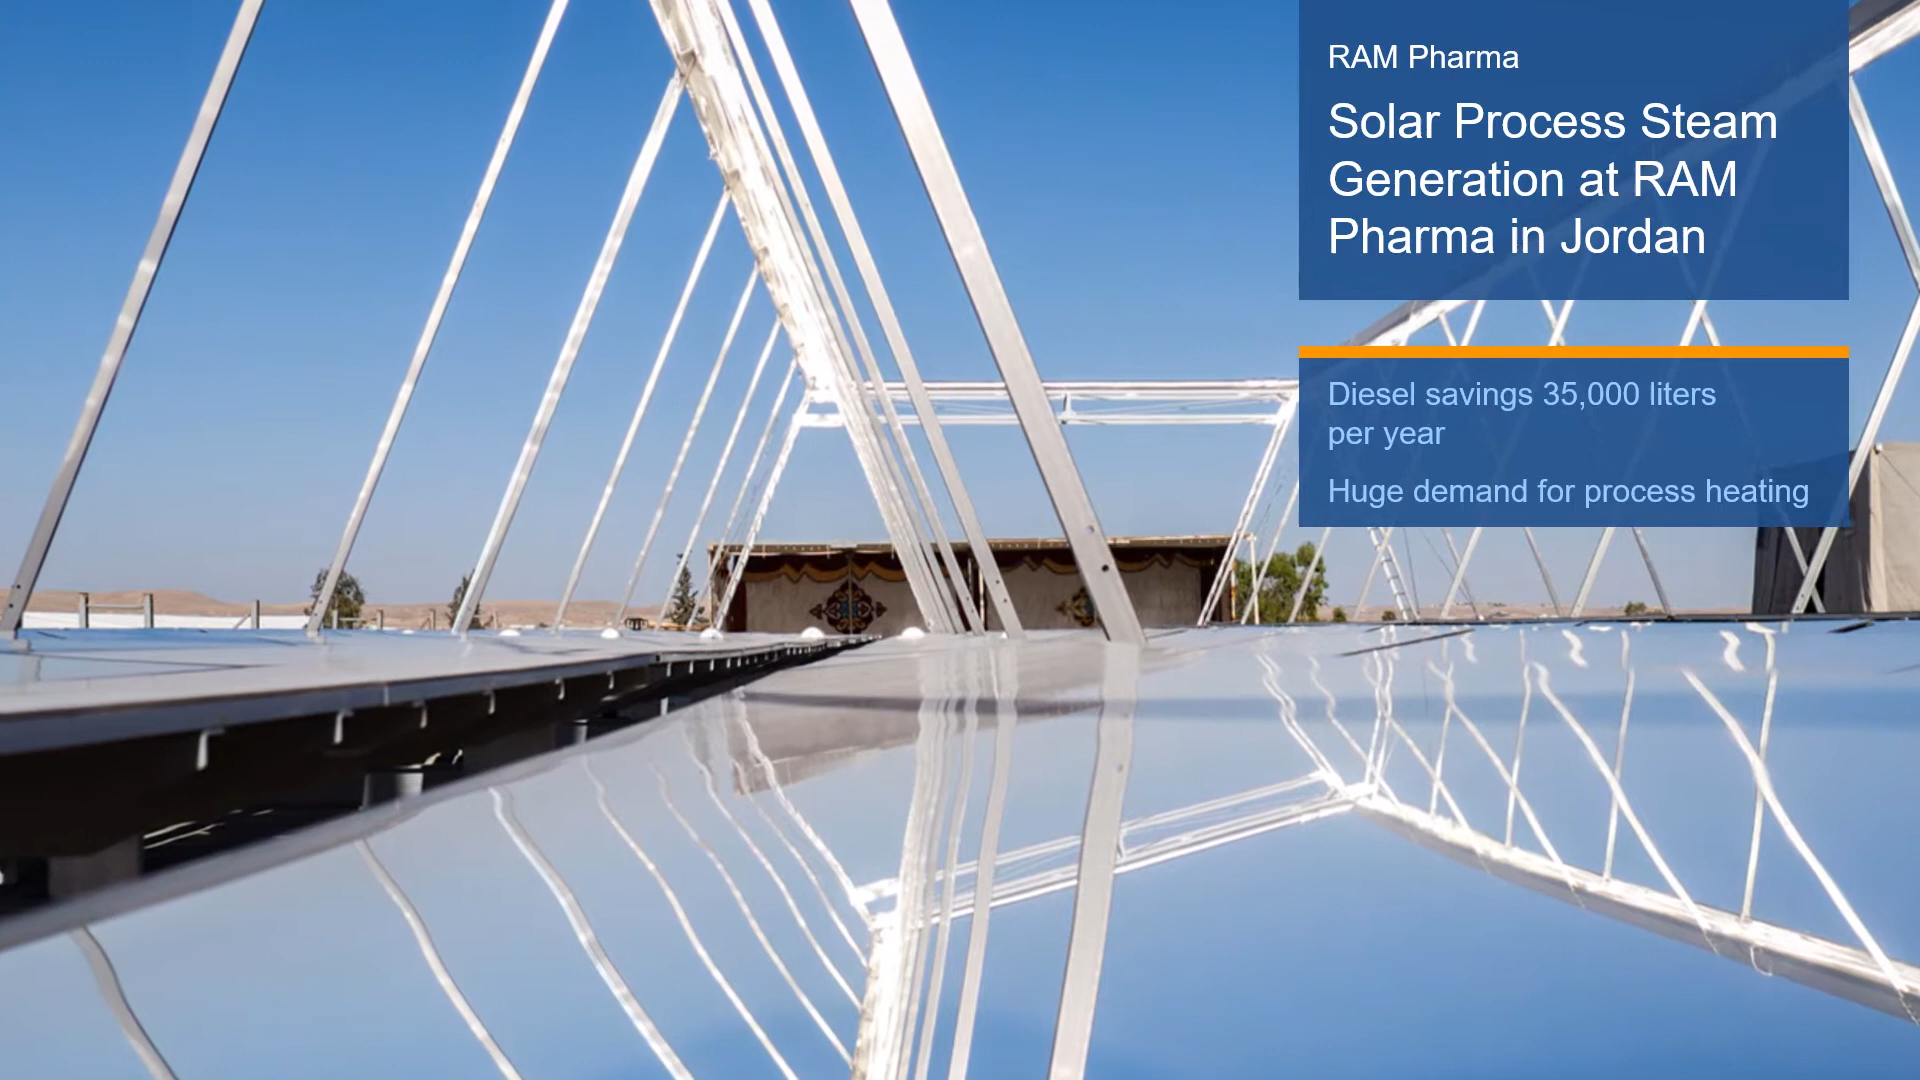 RAM Pharma
Solar Process Steam
Generation at RAM
Pharma in Jordan
Diesel savings 35,000 liters
per year
Huge demand for process heating